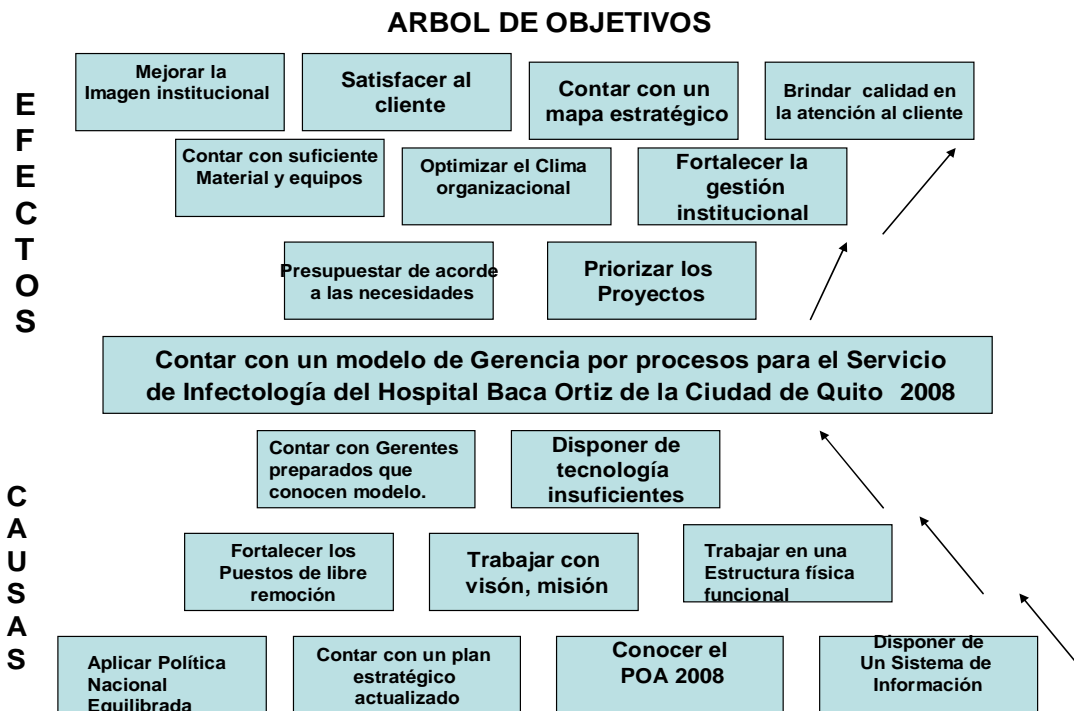 ARBOL DE OBJETIVOS
EFECTOS
Mejorar la
Imagen institucional
Satisfacer al
cliente
Contar con un
mapa estratégico
Brindar calidad en
la atención al cliente
Contar con suficiente
Material y equipos
Optimizar el Clima
organizacional
Fortalecer la
gestión
institucional
Presupuestar de acorde
a las necesidades
Priorizar los
Proyectos
Contar con un modelo de Gerencia por procesos para el Servicio
de Infectología del Hospital Baca Ortiz de la Ciudad de Quito 2008
CAUSAS
Contar con Gerentes
preparados que
conocen modelo.
Disponer de
tecnología
insuficientes
Fortalecer los
Puestos de libre
remoción
Trabajar con
visón, misión
Trabajar en una
Estructura física
funcional
Aplicar Política
Nacional
Equilibrada
Contar con un plan
estratégico
actualizado
Conocer el
POA 2008
Disponer de
Un Sistema de
Información